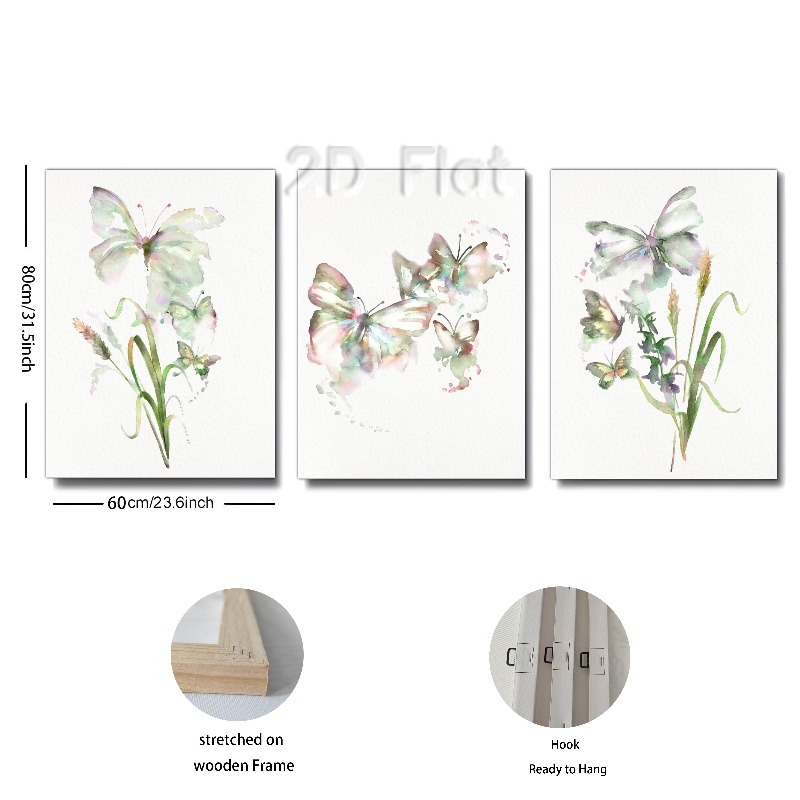 2D Flat
80cm/31.5inch
60cm/23.6inch
stretched on
wooden Frame
Hook
Ready to Hang